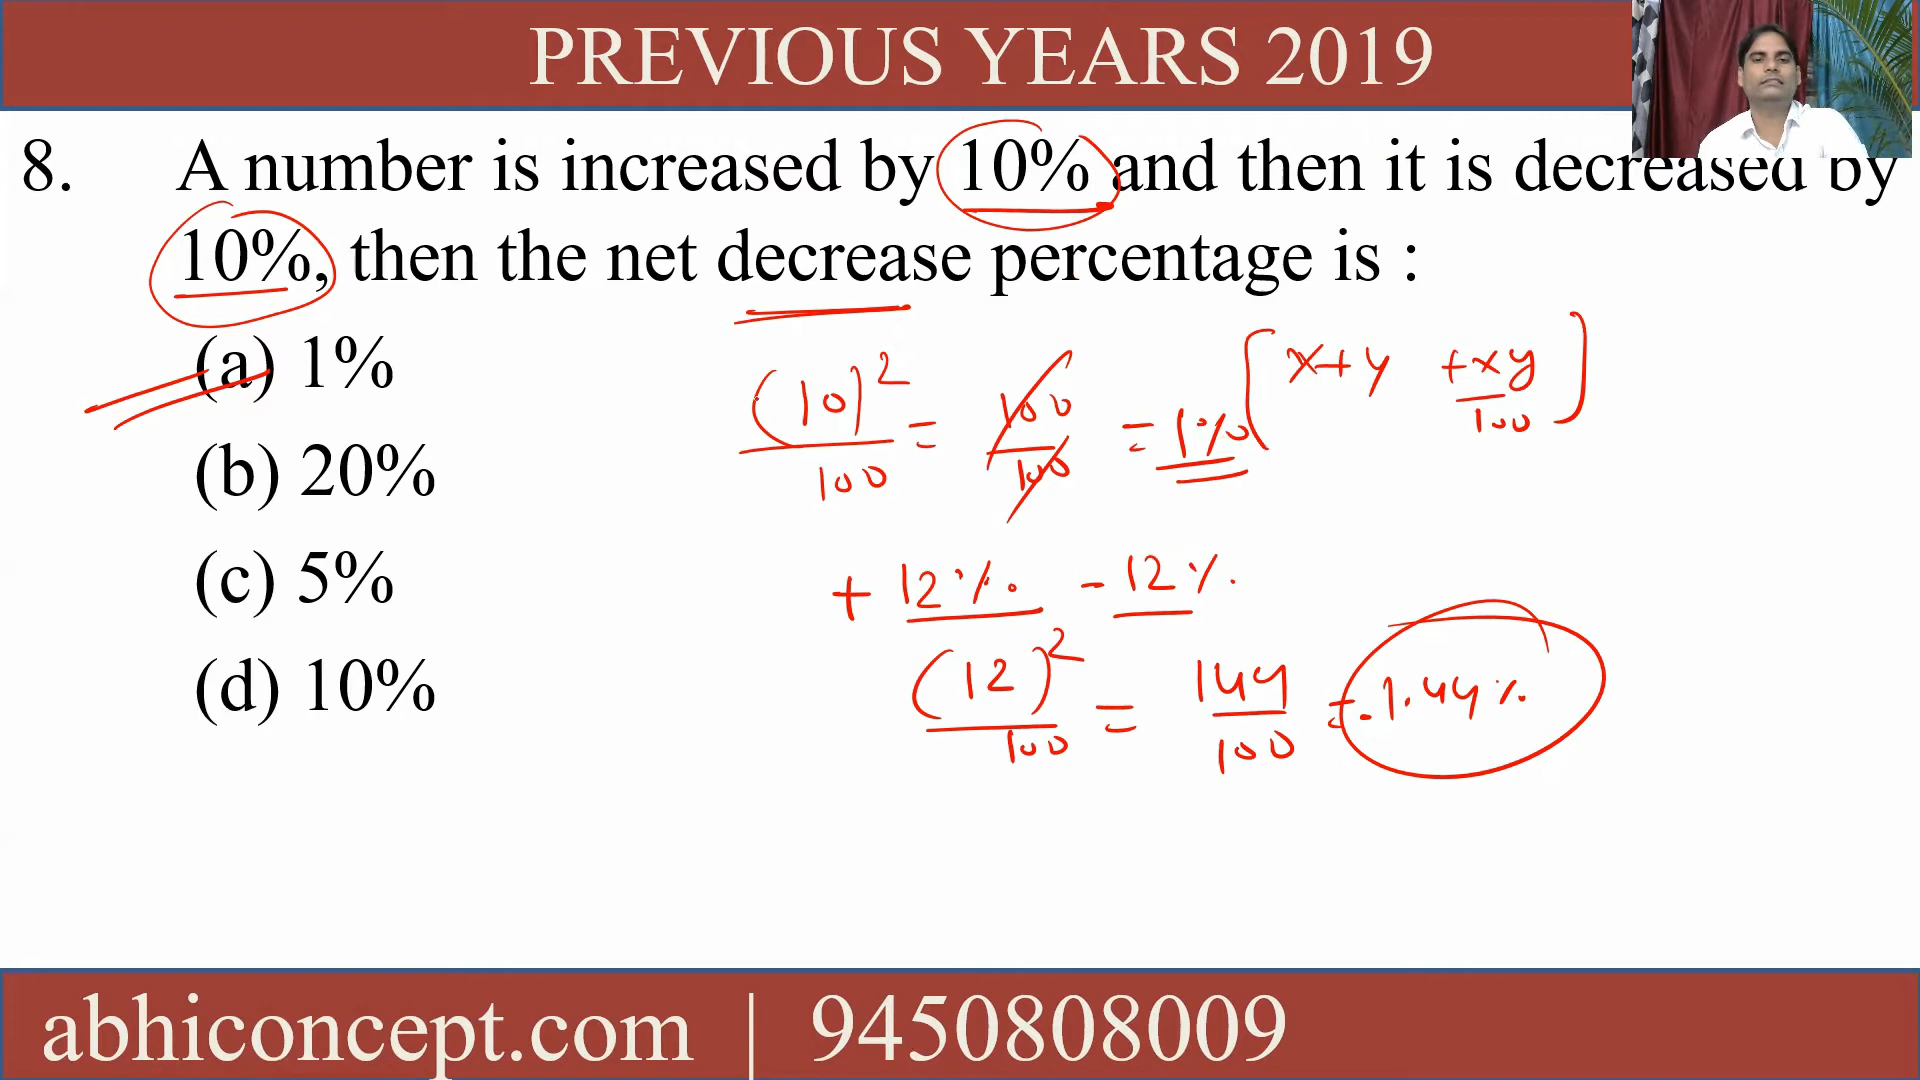 PREVIOUS YEARS 2019
8. A number is increased by 10% and then it is decreased by
10%, then the net decrease percentage is :
(a) 1%
(b) 20%
(c) 5%
(d) 10%
(10)² / 100 = 100 / 100 = 1% [x+y +xy / 100]
+ 12% - 12%
(12)² / 100 = 144 / 100 = 1.44%
abhiconcept.com | 9450808009